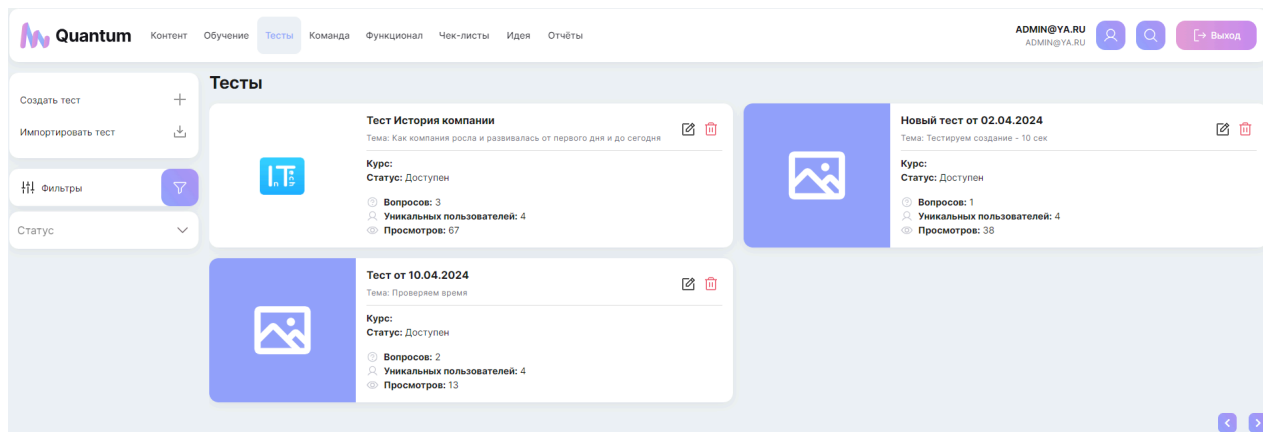 Quantum Контент Обучение Тесты Команда Функционал Чек-листы Идея Отчёты ADMIN@YA.RU Выход
ADMIN@YA.RU
Тесты
Создать тест
Импортировать тест
Фильтры
Статус
Тест История компании
Тема: Как компания росла и развивалась от первого дня и до сегодня
Курс:
Статус: Доступен
Вопросов: 3
Уникальных пользователей: 4
Просмотров: 67
Новый тест от 02.04.2024
Тема: Тестируем создание - 10 сек
Курс:
Статус: Доступен
Вопросов: 1
Уникальных пользователей: 4
Просмотров: 38
Тест от 10.04.2024
Тема: Проверяем время
Курс:
Статус: Доступен
Вопросов: 2
Уникальных пользователей: 4
Просмотров: 13